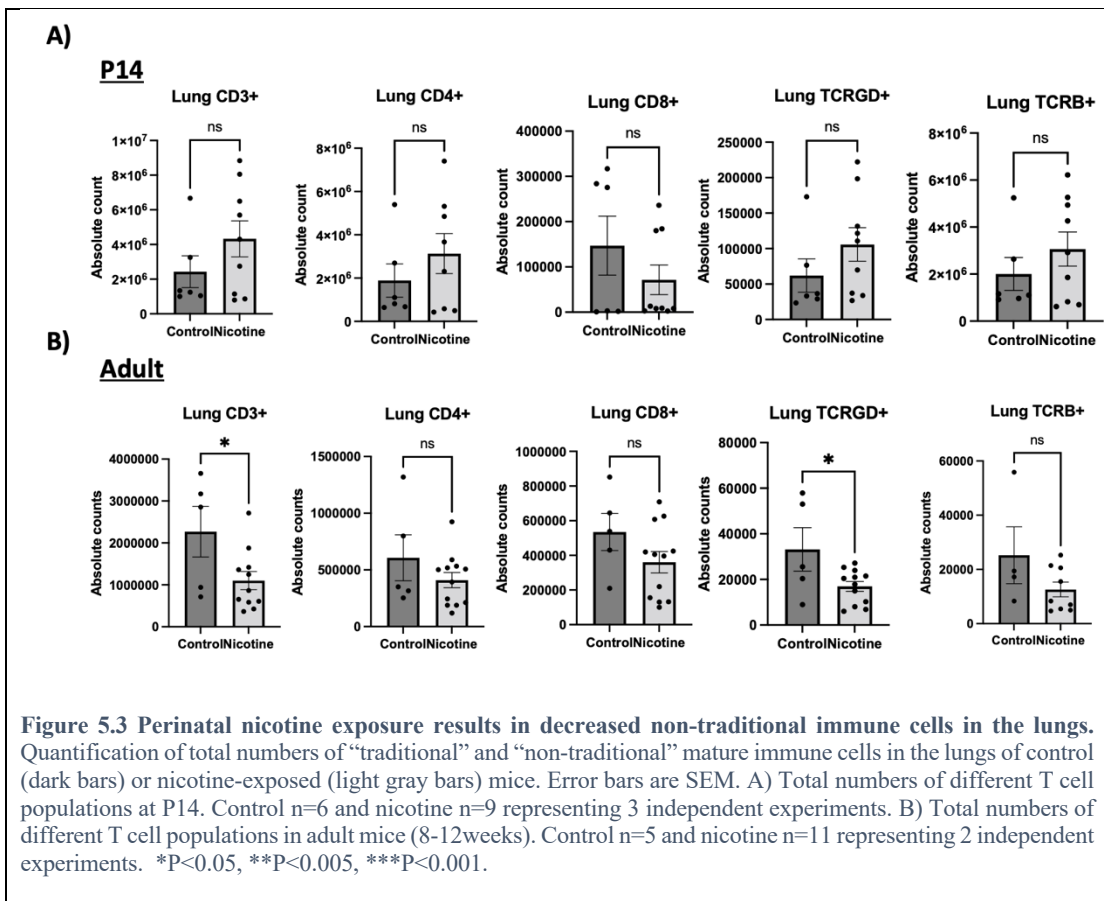 A)
P14
Lung CD3+
Lung CD4+
Lung CD8+
Lung TCRGD+
Lung TCRB+
ns
1×10⁷
8×10⁶
6×10⁶
4×10⁶
2×10⁶
0
Absolute count
ControlNicotine
ns
8×10⁶
6×10⁶
4×10⁶
2×10⁶
0
Absolute count
ControlNicotine
ns
400000
300000
200000
100000
0
Absolute count
ControlNicotine
ns
250000
200000
150000
100000
50000
0
Absolute count
ControlNicotine
ns
8×10⁶
6×10⁶
4×10⁶
2×10⁶
0
Absolute count
ControlNicotine
B)
Adult
Lung CD3+
Lung CD4+
Lung CD8+
Lung TCRGD+
Lung TCRB+
*
4000000
3000000
2000000
1000000
0
Absolute counts
ControlNicotine
ns
1500000
1000000
500000
0
Absolute counts
ControlNicotine
ns
1000000
800000
600000
400000
200000
0
Absolute counts
ControlNicotine
*
80000
60000
40000
20000
0
Absolute counts
ControlNicotine
ns
60000
40000
20000
0
Absolute counts
ControlNicotine
Figure 5.3 Perinatal nicotine exposure results in decreased non-traditional immune cells in the lungs.
Quantification of total numbers of “traditional” and “non-traditional” mature immune cells in the lungs of control
(dark bars) or nicotine-exposed (light gray bars) mice. Error bars are SEM. A) Total numbers of different T cell
populations at P14. Control n=6 and nicotine n=9 representing 3 independent experiments. B) Total numbers of
different T cell populations in adult mice (8-12weeks). Control n=5 and nicotine n=11 representing 2 independent
experiments. *P<0.05, **P<0.005, ***P<0.001.